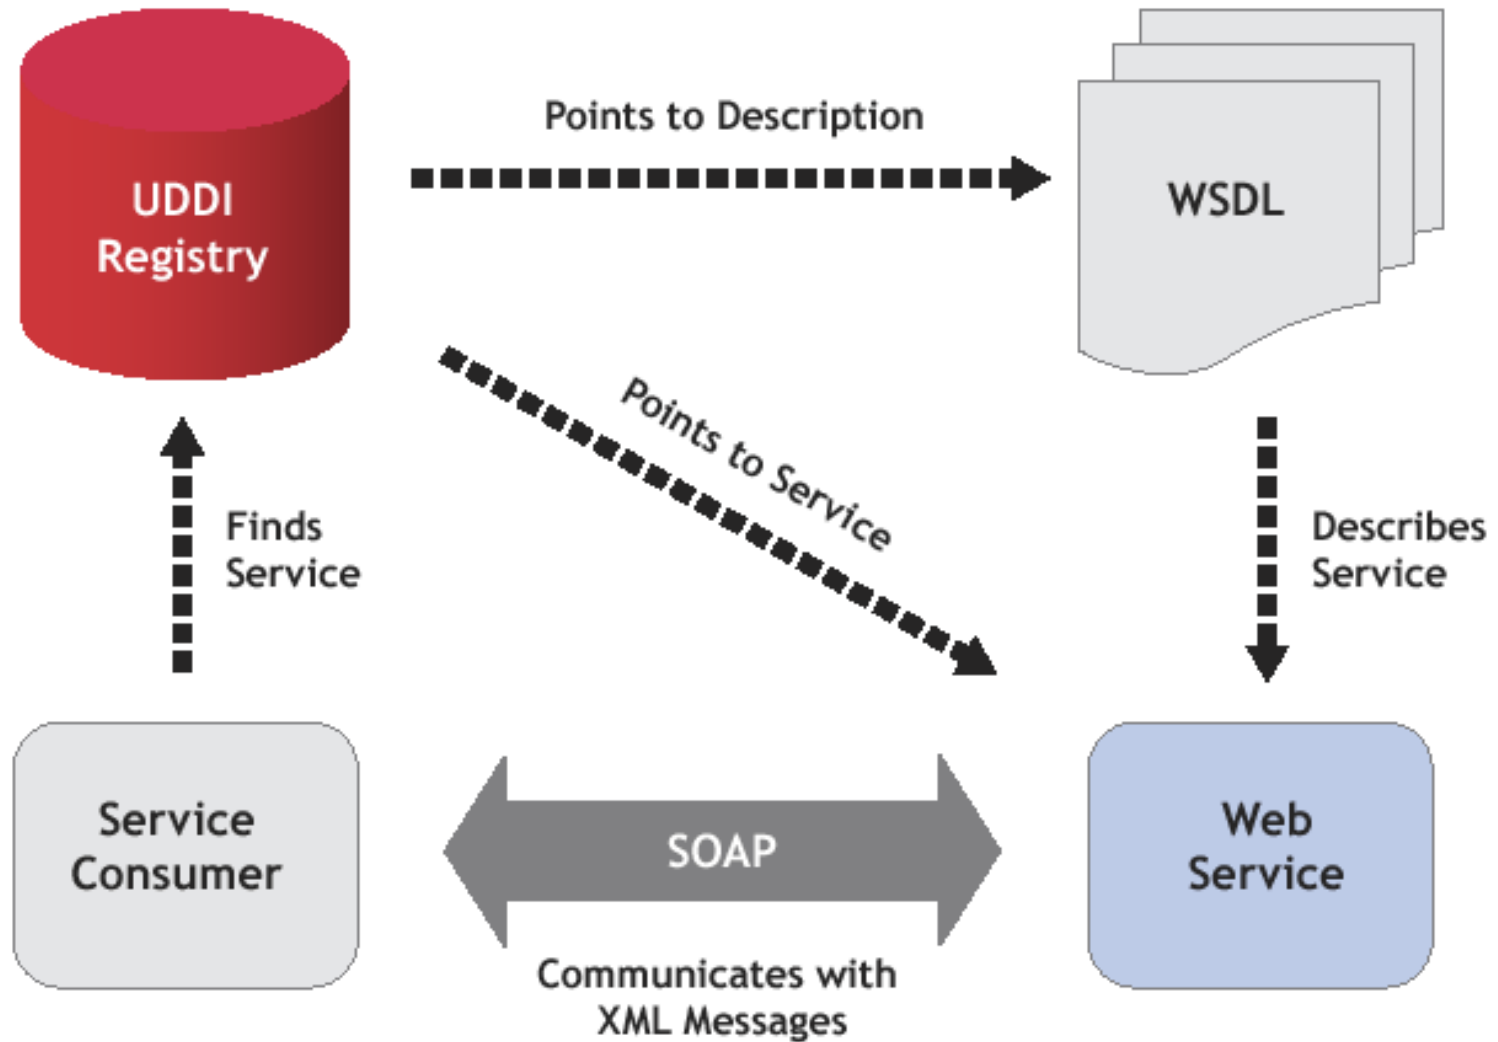 Points to Description
UDDI
Registry
WSDL
Points to Service
Finds
Service
Describes
Service
Service
Consumer
SOAP
Web
Service
Communicates with
XML Messages